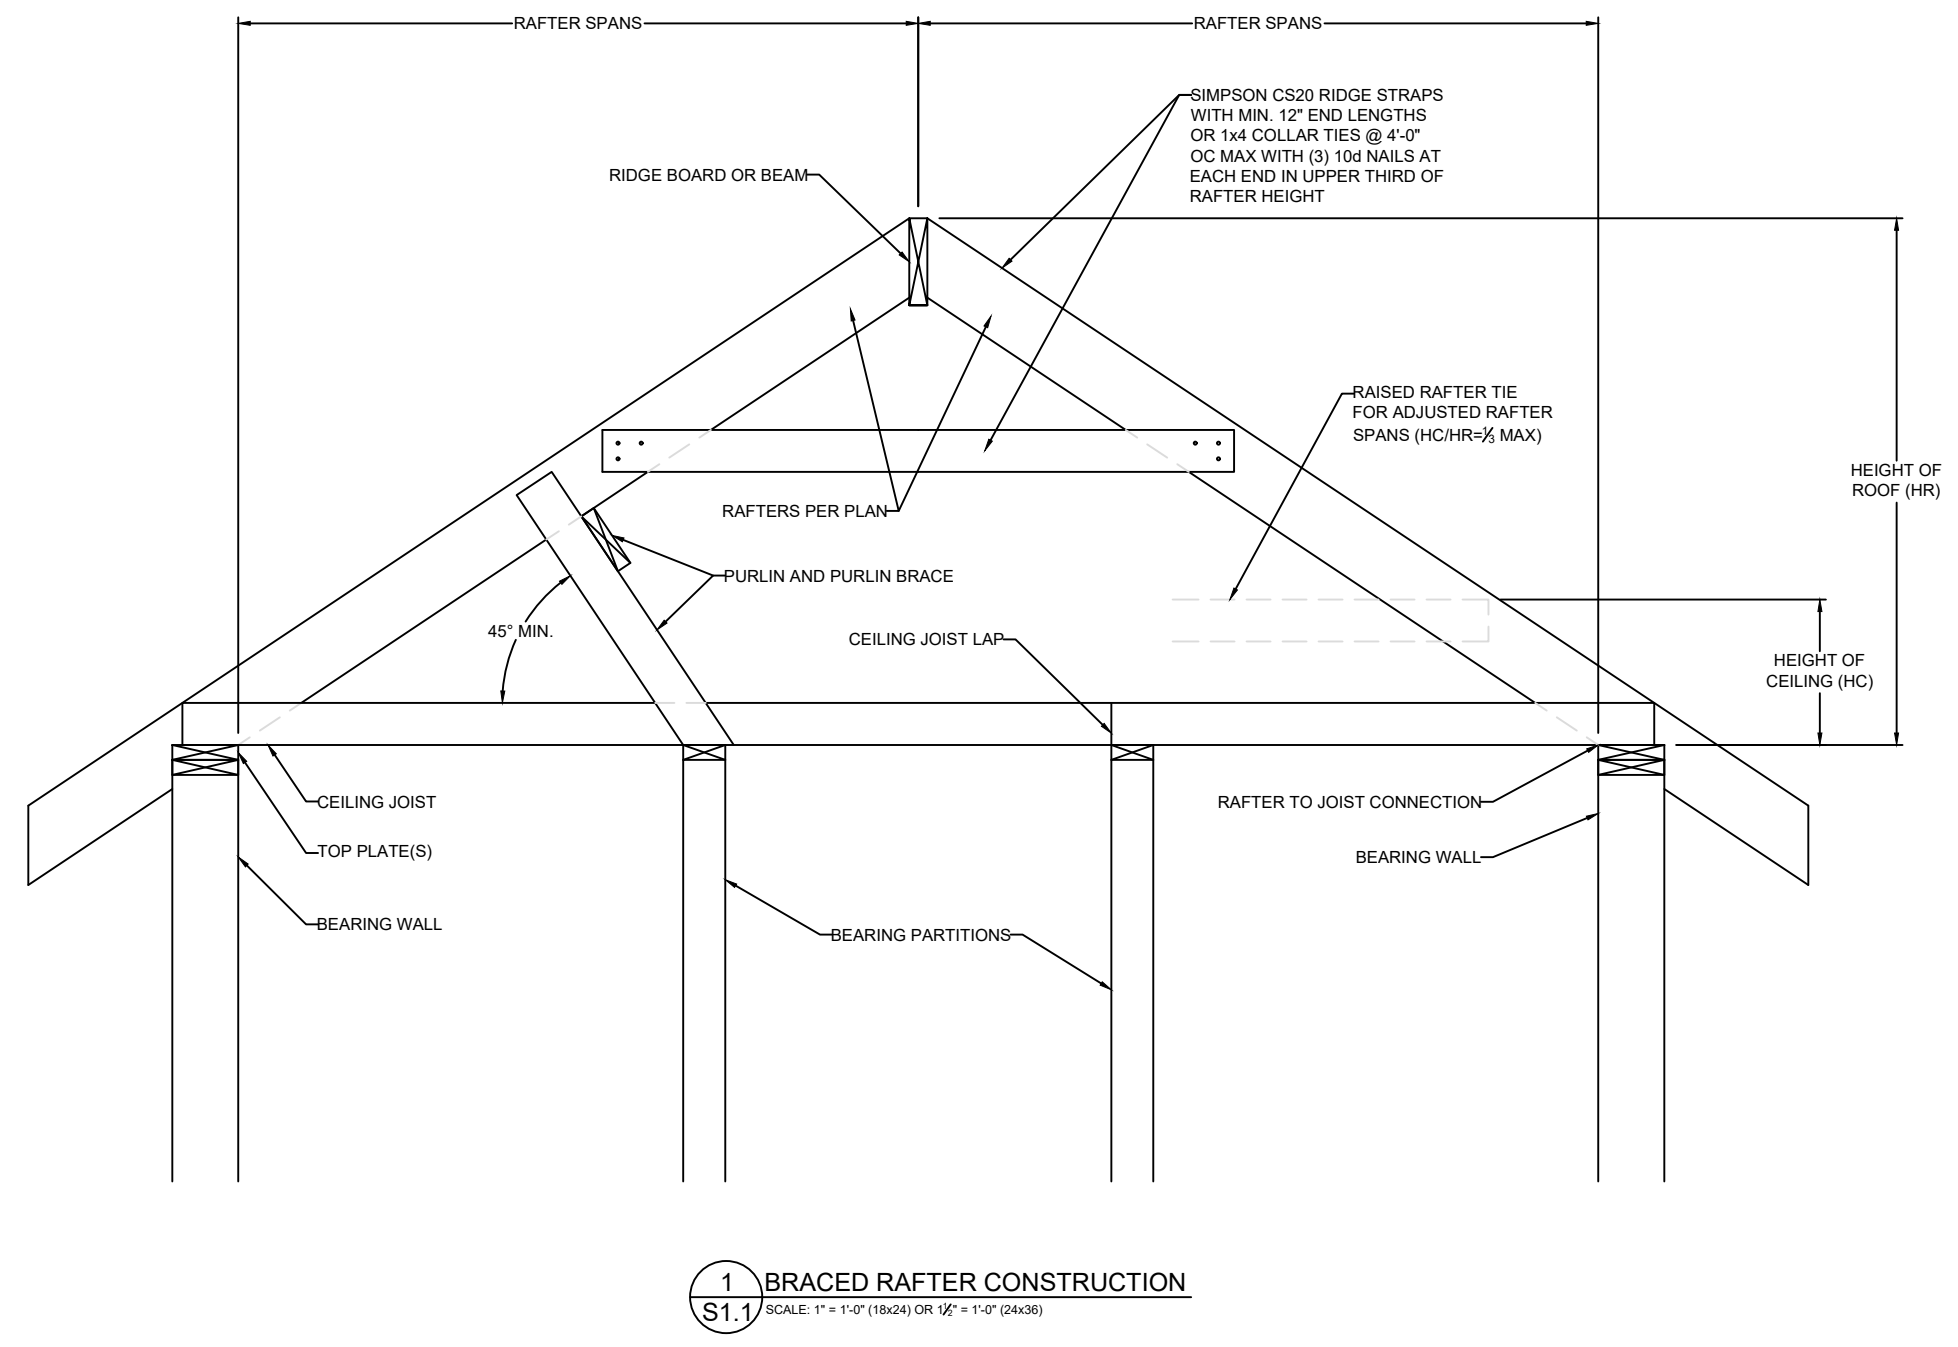 RAFTER SPANS
RAFTER SPANS
SIMPSON CS20 RIDGE STRAPS
WITH MIN. 12" END LENGTHS
OR 1x4 COLLAR TIES @ 4'-0"
OC MAX WITH (3) 10d NAILS AT
EACH END IN UPPER THIRD OF
RAFTER HEIGHT
RIDGE BOARD OR BEAM
RAISED RAFTER TIE
FOR ADJUSTED RAFTER
SPANS (HC/HR=⅓ MAX)
HEIGHT OF
ROOF (HR)
RAFTERS PER PLAN
PURLIN AND PURLIN BRACE
45° MIN.
CEILING JOIST LAP
HEIGHT OF
CEILING (HC)
CEILING JOIST
RAFTER TO JOIST CONNECTION
TOP PLATE(S)
BEARING WALL
BEARING WALL
BEARING PARTITIONS
1
S1.1
BRACED RAFTER CONSTRUCTION
SCALE: 1" = 1'-0" (18x24) OR 1½" = 1'-0" (24x36)